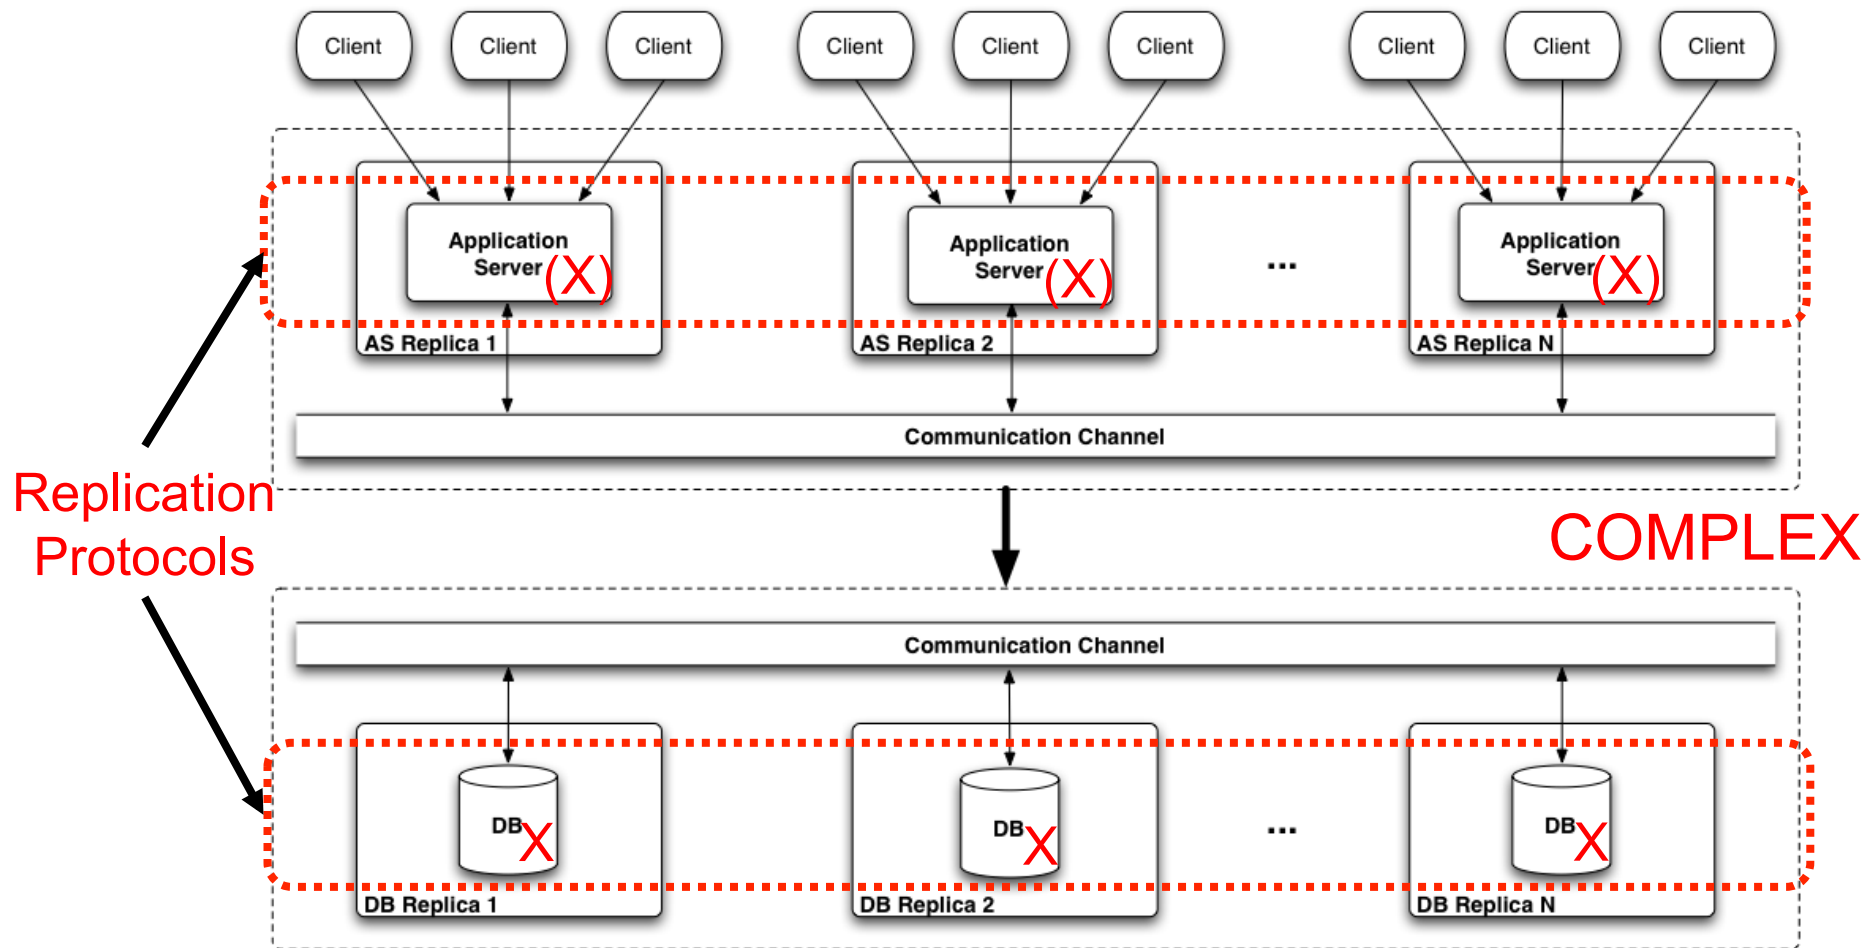 Client
Client
Client
Client
Client
Client
Client
Client
Client
Application
Server (X)
Application
Server (X)
...
Application
Server (X)
AS Replica 1
AS Replica 2
AS Replica N
Communication Channel
Replication
Protocols
COMPLEX
Communication Channel
DB X
DB X
...
DB X
DB Replica 1
DB Replica 2
DB Replica N